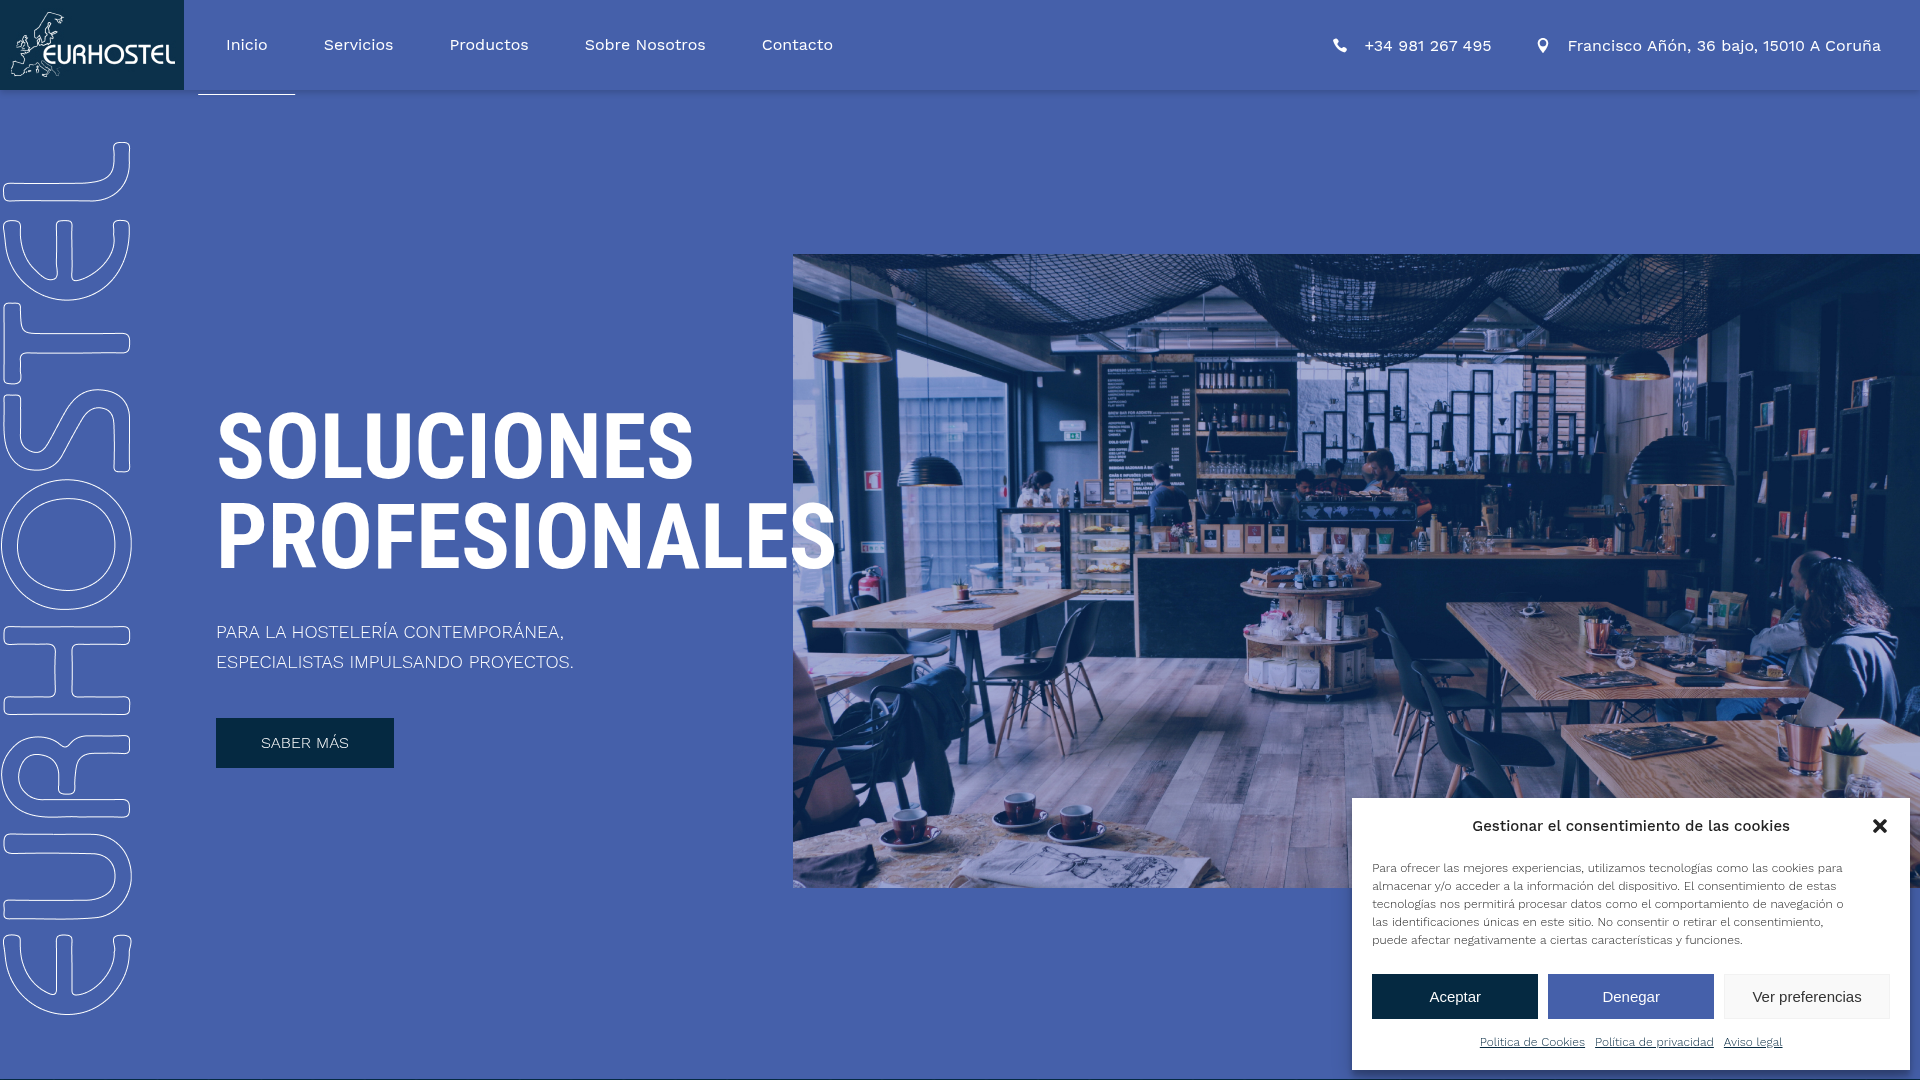 EURHOSTEL
Inicio
Servicios
Productos
Sobre Nosotros
Contacto
+34 981 267 495
Francisco Añón, 36 bajo, 15010 A Coruña
EURHOSTEL
SOLUCIONES
PROFESIONALES
PARA LA HOSTELERÍA CONTEMPORÁNEA,
ESPECIALISTAS IMPULSANDO PROYECTOS.
SABER MÁS
Gestionar el consentimiento de las cookies
Para ofrecer las mejores experiencias, utilizamos tecnologías como las cookies para
almacenar y/o acceder a la información del dispositivo. El consentimiento de estas
tecnologías nos permitirá procesar datos como el comportamiento de navegación o
las identificaciones únicas en este sitio. No consentir o retirar el consentimiento,
puede afectar negativamente a ciertas características y funciones.
Aceptar
Denegar
Ver preferencias
Politica de Cookies
Política de privacidad
Aviso legal